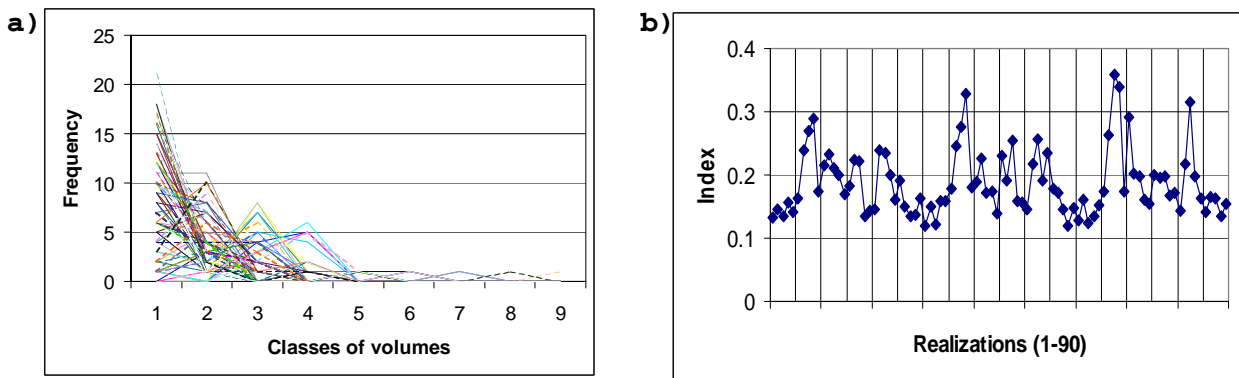 a)
Frequency
25
20
15
10
5
0
1 2 3 4 5 6 7 8 9
Classes of volumes
b)
Index
0.4
0.3
0.2
0.1
0
Realizations (1-90)